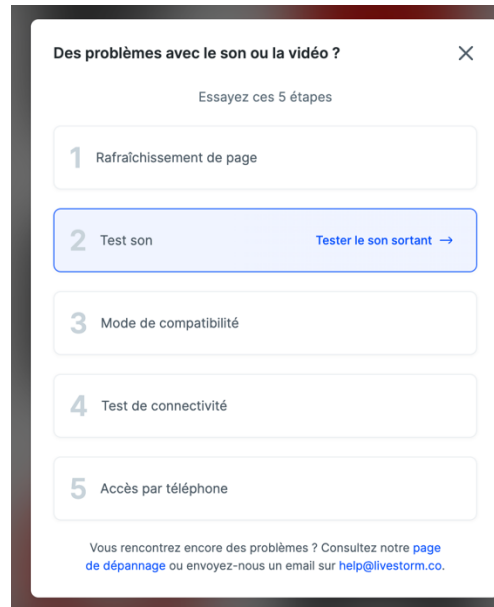 Des problèmes avec le son ou la vidéo ?
Essayez ces 5 étapes
1 Rafraîchissement de page
2 Test son Tester le son sortant →
3 Mode de compatibilité
4 Test de connectivité
5 Accès par téléphone
Vous rencontrez encore des problèmes ? Consultez notre page
de dépannage ou envoyez-nous un email sur help@livestorm.co.